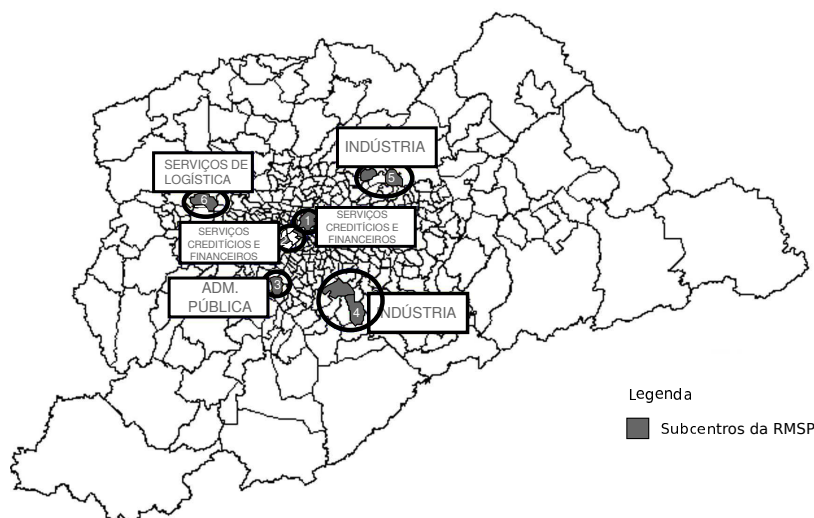 INDÚSTRIA
SERVIÇOS DE
LOGÍSTICA
5
6
1
SERVIÇOS
CREDITÍCIOS E
FINANCEIROS
SERVIÇOS
CREDITÍCIOS E
FINANCEIROS
ADM.
PÚBLICA
3
4
INDÚSTRIA
Legenda
Subcentros da RMSP